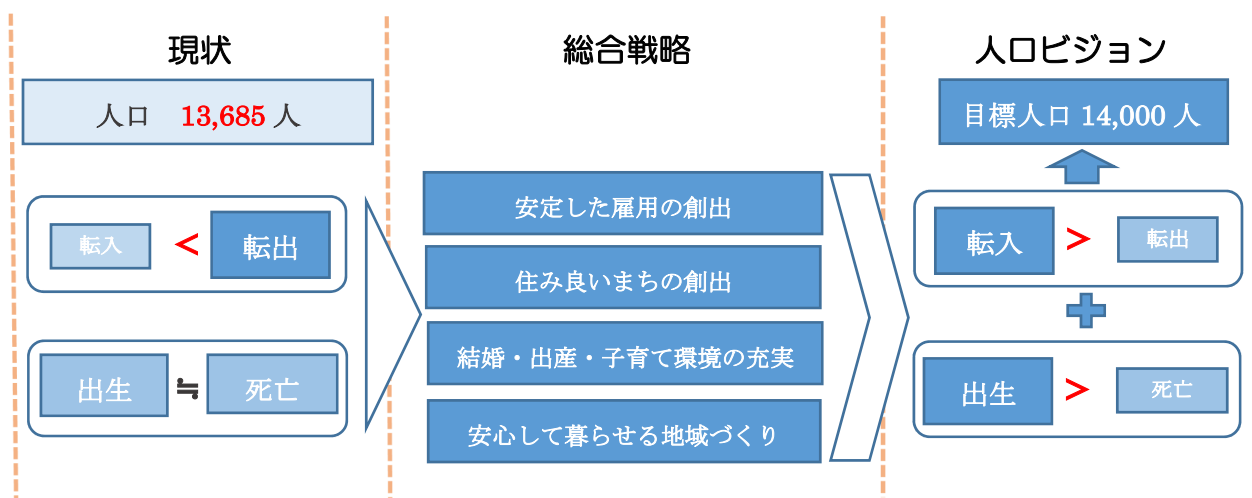 現状
人口 13,685 人
転入 < 転出
出生 ≒ 死亡
総合戦略
安定した雇用の創出
住み良いまちの創出
結婚・出産・子育て環境の充実
安心して暮らせる地域づくり
人口ビジョン
目標人口 14,000 人
転入 > 転出
出生 > 死亡